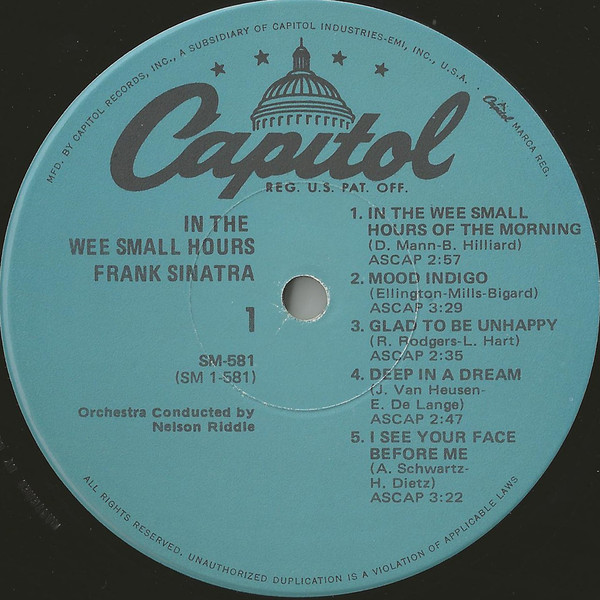 MFD. BY CAPITOL RECORDS, INC., A SUBSIDIARY OF CAPITOL INDUSTRIES-EMI, INC., U.S.A. · Capitol MARCA REG.
Capitol
REG. U.S. PAT. OFF.
IN THE
WEE SMALL HOURS
FRANK SINATRA
1
SM-581
(SM 1-581)
Orchestra Conducted by
Nelson Riddle
1. IN THE WEE SMALL
HOURS OF THE MORNING
(D. Mann-B. Hilliard)
ASCAP 2:57
2. MOOD INDIGO
(Ellington-Mills-Bigard)
ASCAP 3:29
3. GLAD TO BE UNHAPPY
(R. Rodgers-L. Hart)
ASCAP 2:35
4. DEEP IN A DREAM
(J. Van Heusen-
E. De Lange)
ASCAP 2:47
5. I SEE YOUR FACE
BEFORE ME
(A. Schwartz-
H. Dietz)
ASCAP 3:22
ALL RIGHTS RESERVED. UNAUTHORIZED DUPLICATION IS A VIOLATION OF APPLICABLE LAWS